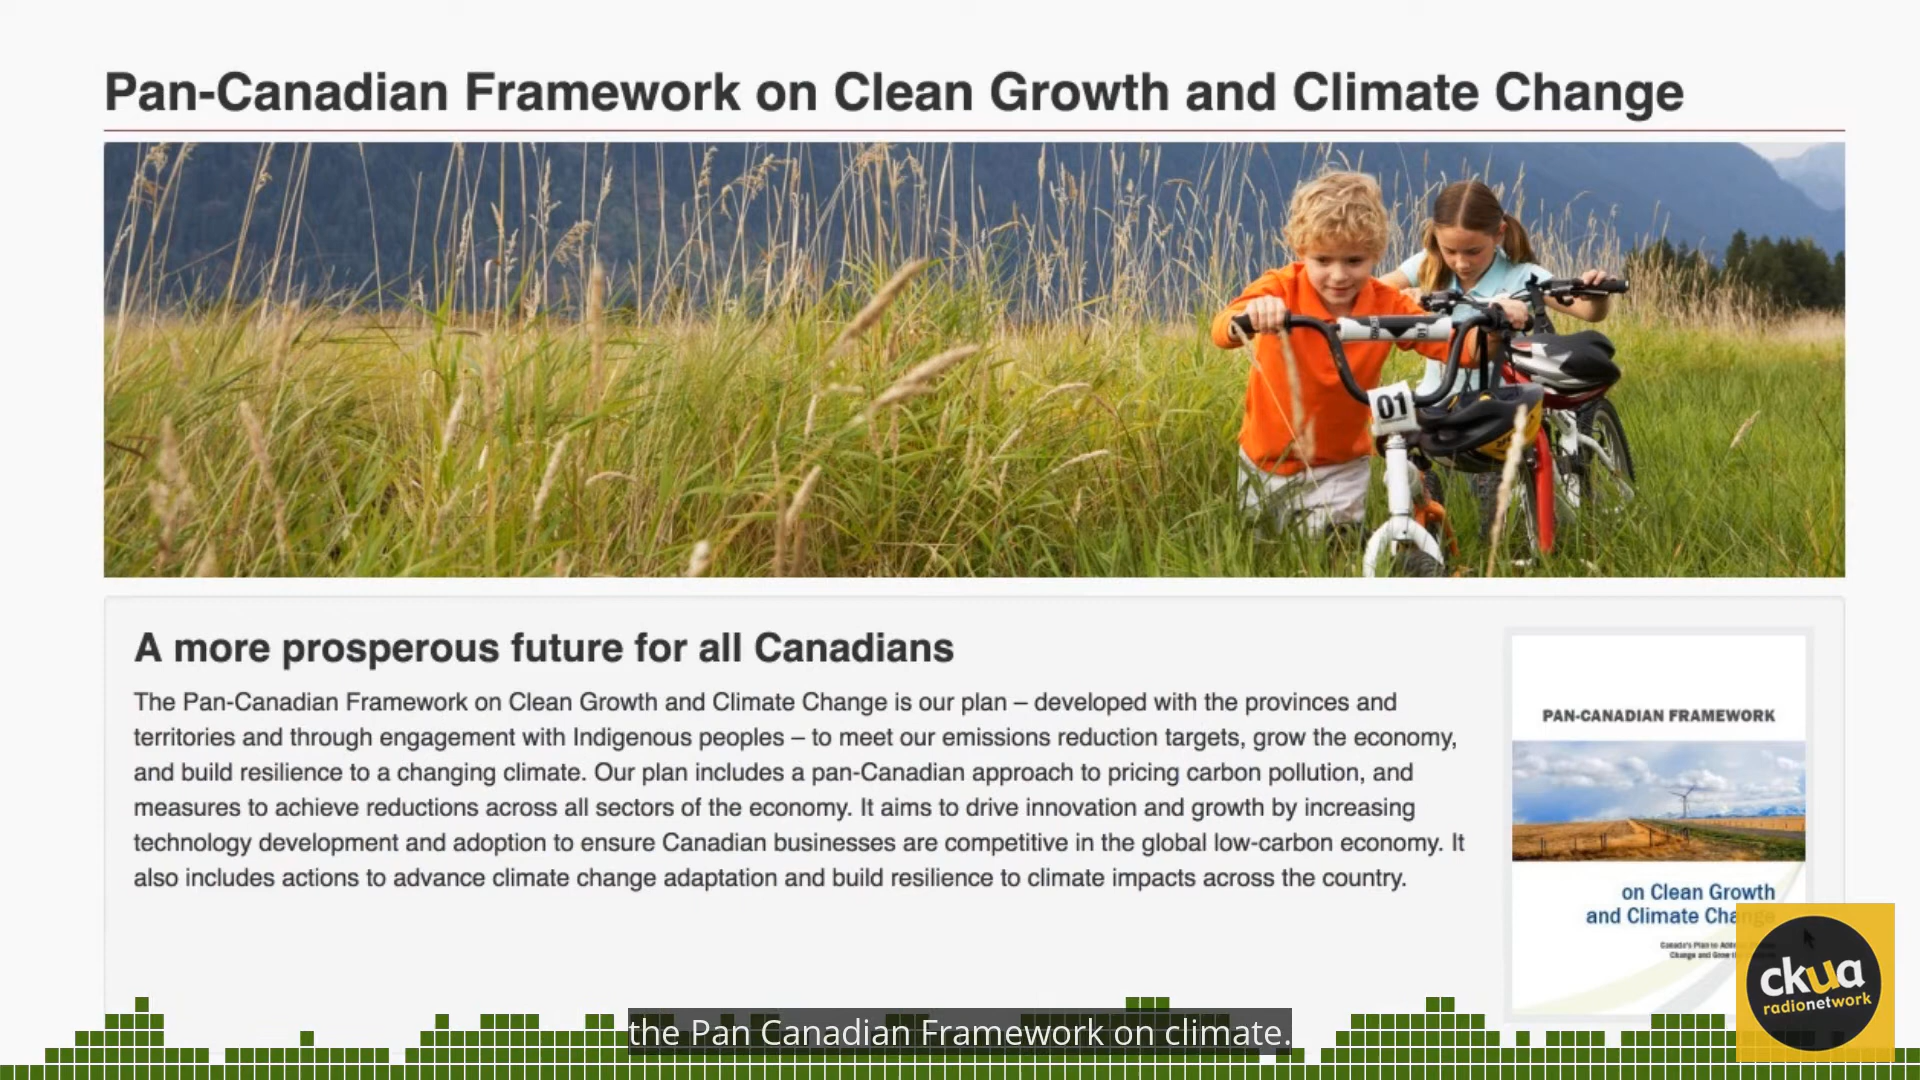 Pan-Canadian Framework on Clean Growth and Climate Change
01
A more prosperous future for all Canadians
The Pan-Canadian Framework on Clean Growth and Climate Change is our plan – developed with the provinces and
territories and through engagement with Indigenous peoples – to meet our emissions reduction targets, grow the economy,
and build resilience to a changing climate. Our plan includes a pan-Canadian approach to pricing carbon pollution, and
measures to achieve reductions across all sectors of the economy. It aims to drive innovation and growth by increasing
technology development and adoption to ensure Canadian businesses are competitive in the global low-carbon economy. It
also includes actions to advance climate change adaptation and build resilience to climate impacts across the country.
PAN-CANADIAN FRAMEWORK
on Clean Growth
and Climate Change
Canada's Plan to
Change and Grow
ckua
radionetwork
the Pan Canadian Framework on climate.